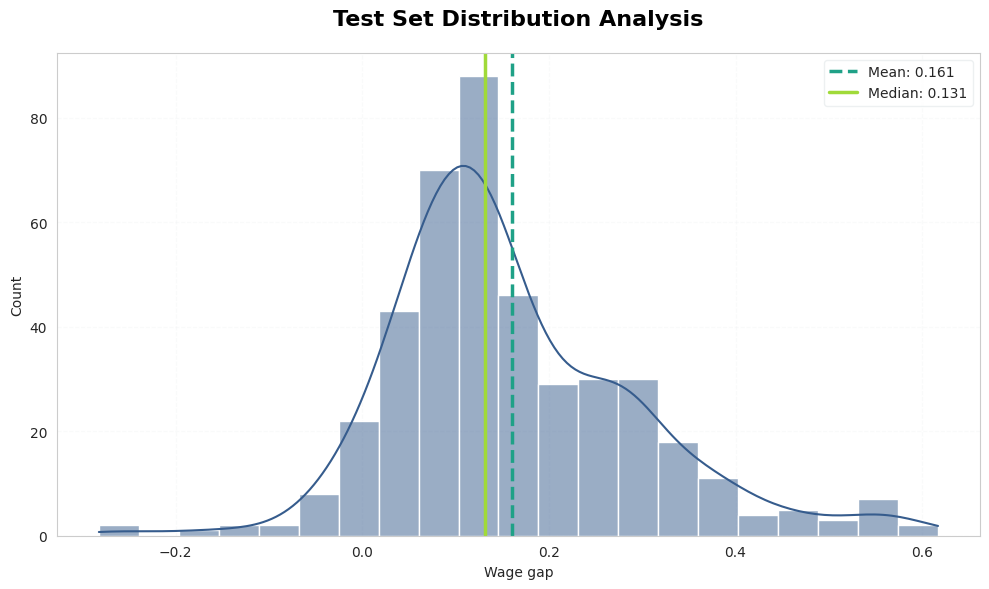 Test Set Distribution Analysis
Mean: 0.161
Median: 0.131
Count
80
60
40
20
0
−0.2
0.0
0.2
0.4
0.6
Wage gap